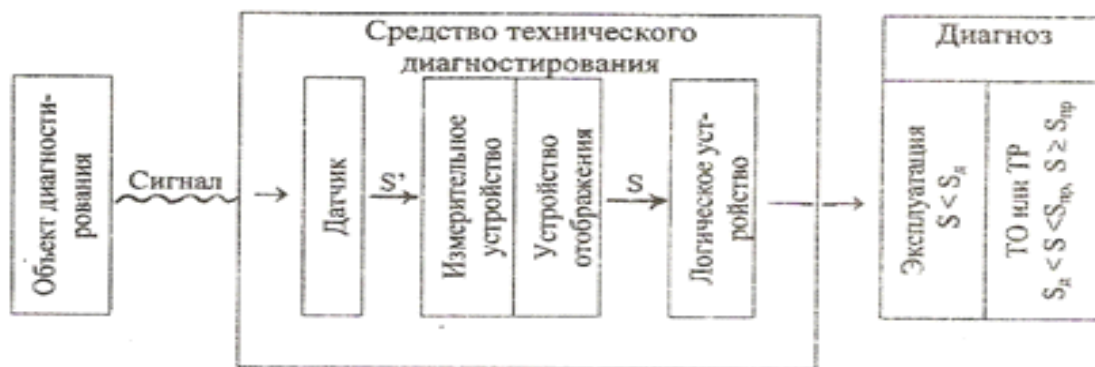 Объект диагности-
рования
Сигнал
Средство технического
диагностирования
Датчик
S'
Измерительное
устройство
Устройство
отображения
S
Логическое уст-
ройство
Диагноз
Эксплуатация
S < Sд
ТО или ТР
Sд < S <Sпр, S ≥ Sпр